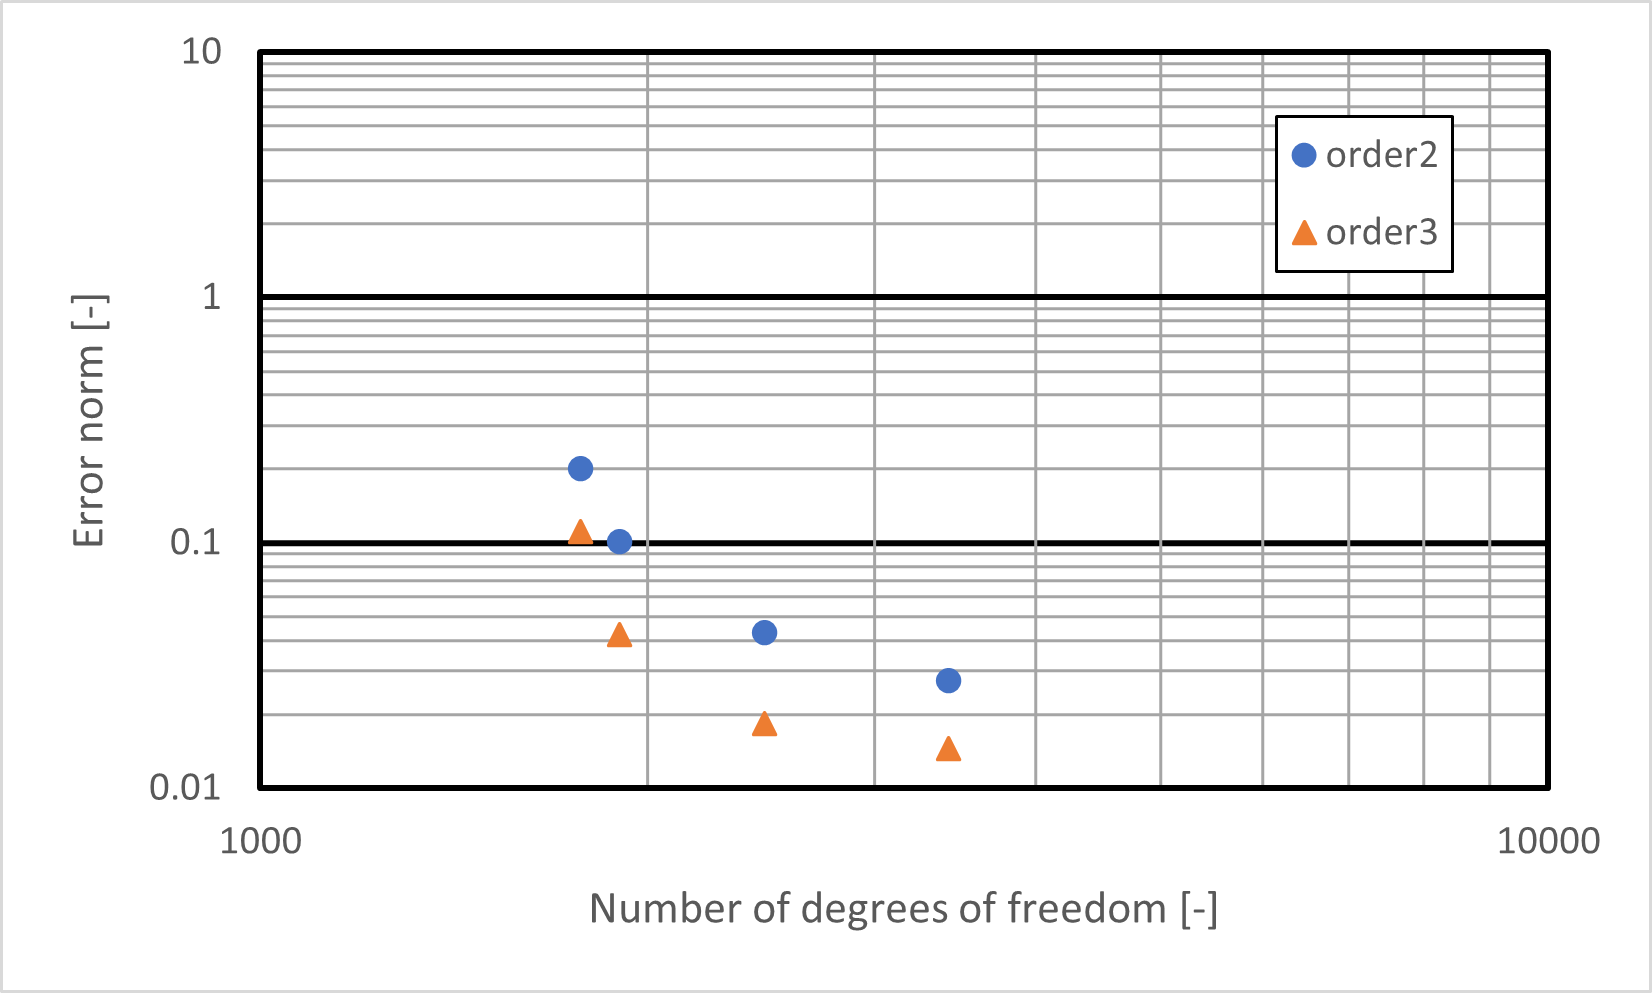 10
1
0.1
0.01
1000
10000
Error norm [-]
Number of degrees of freedom [-]
order2
order3